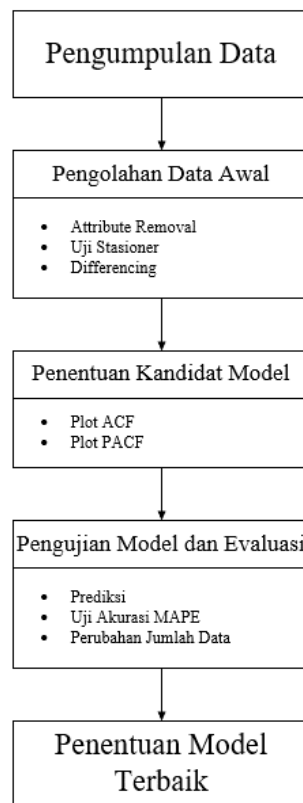 Pengumpulan Data
Pengolahan Data Awal
• Attribute Removal
• Uji Stasioner
• Differencing
Penentuan Kandidat Model
• Plot ACF
• Plot PACF
Pengujian Model dan Evaluasi
• Prediksi
• Uji Akurasi MAPE
• Perubahan Jumlah Data
Penentuan Model
Terbaik